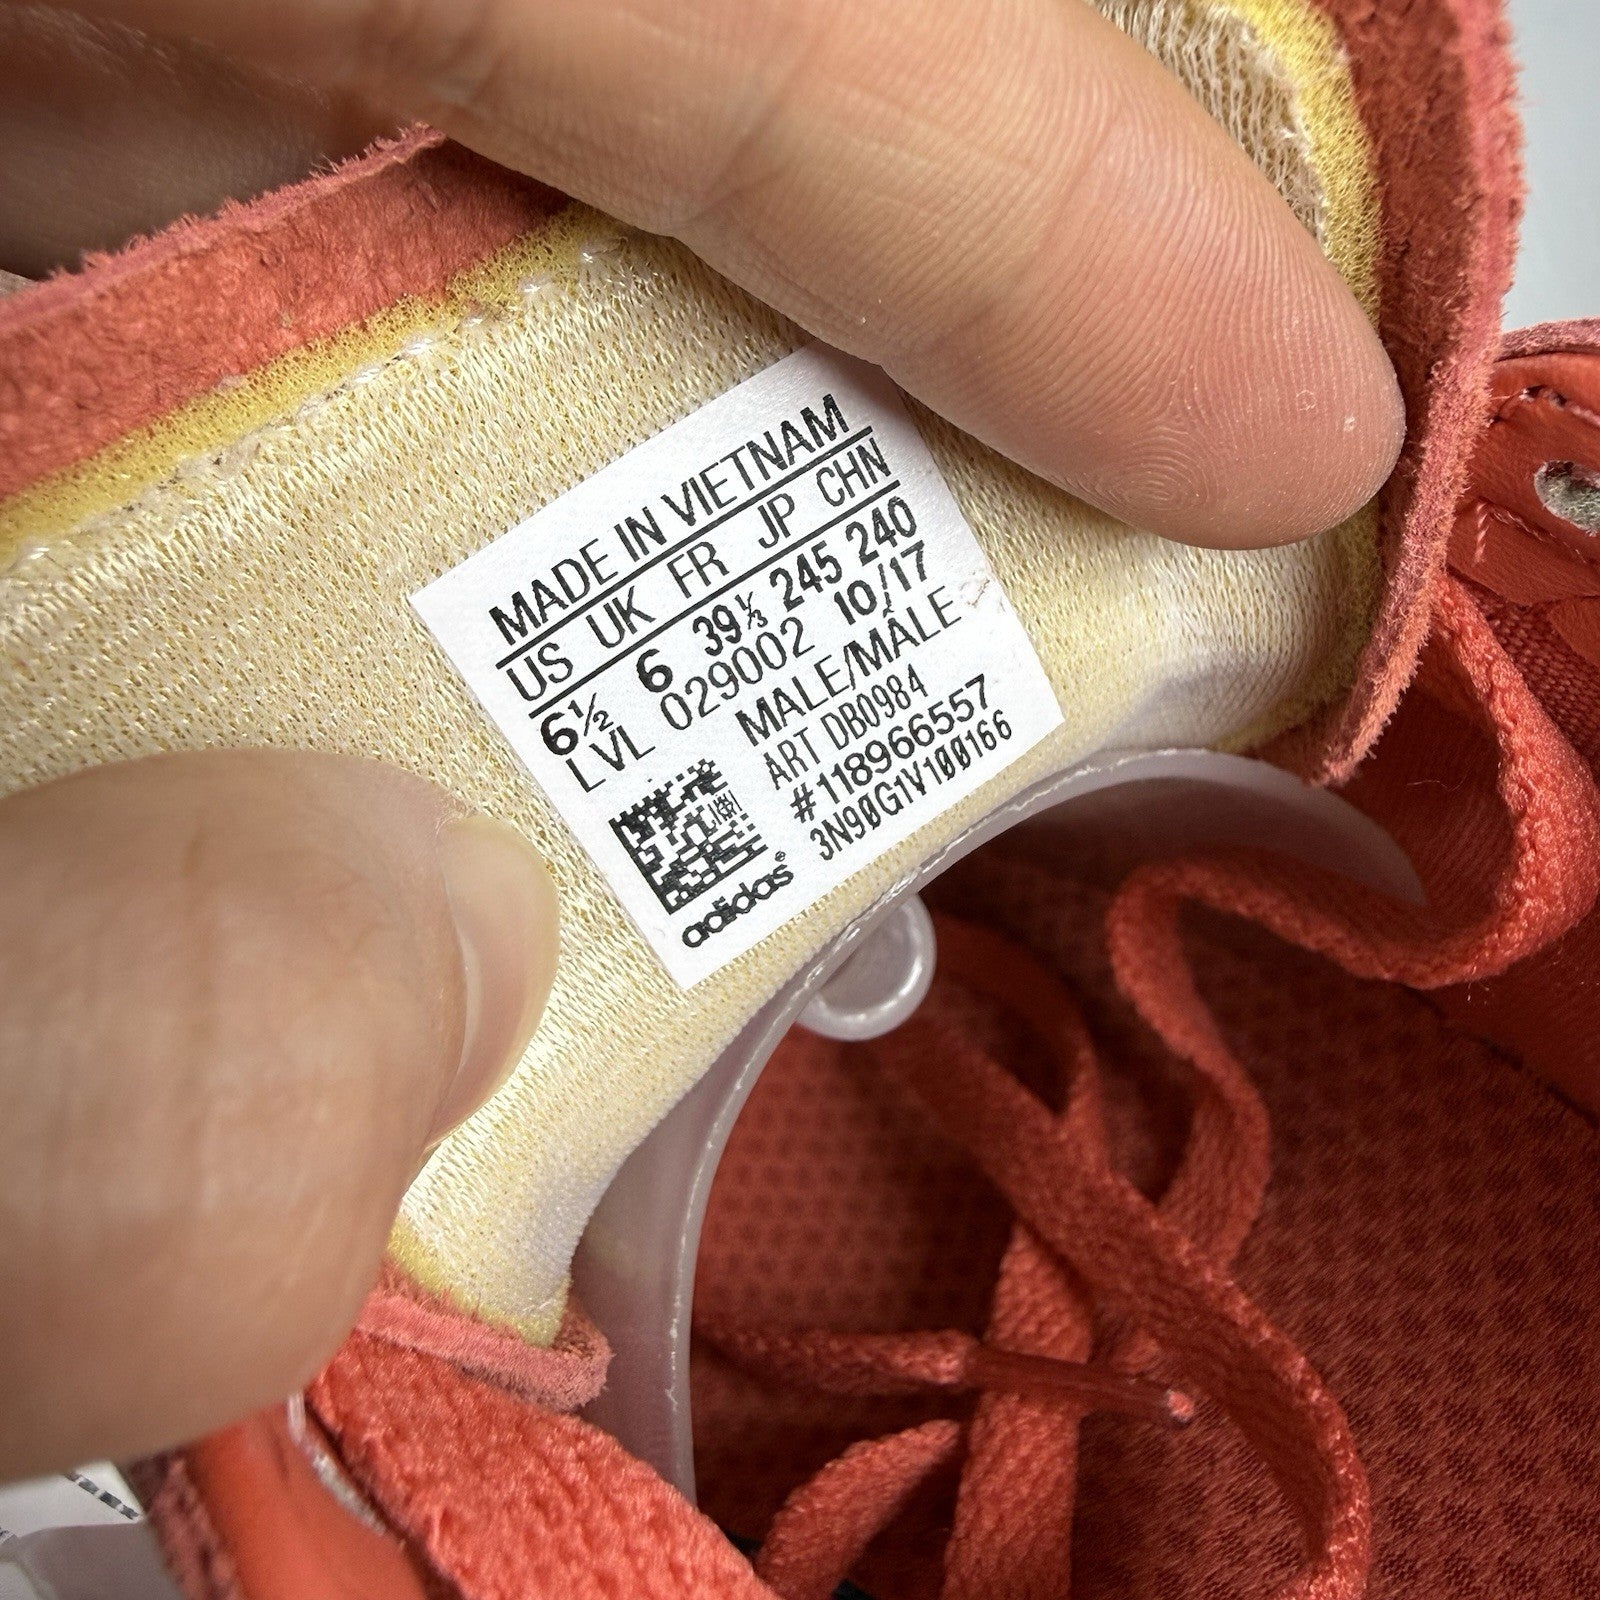 MADE IN VIETNAM
US UK FR JP CHN
6½ 6 39⅓ 245 240
LVL 029002 10/17
MALE/MÂLE
ART DB0984
#118966557
3N90G1V100166
adidas®